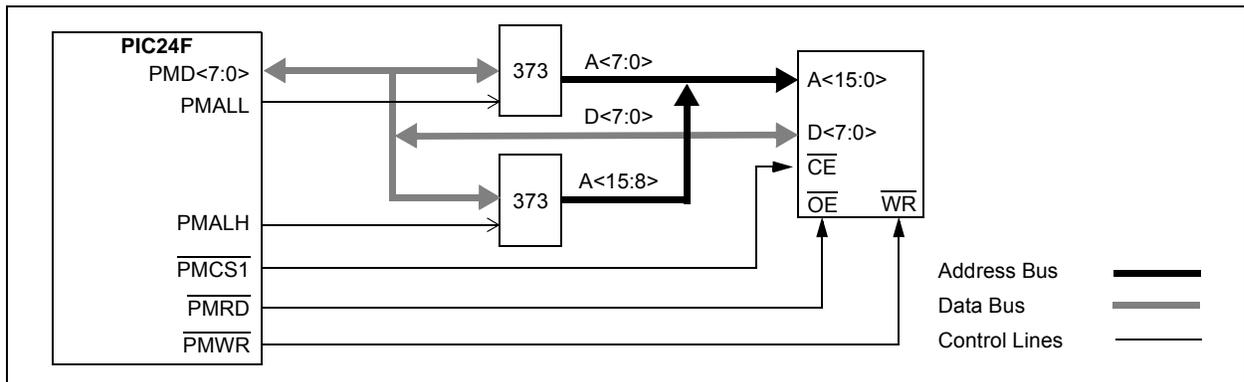 PIC24F
PMD<7:0>
PMALL
PMALH
PMCS1
PMRD
PMWR
373
A<7:0>
D<7:0>
373
A<15:8>
A<15:0>
D<7:0>
CE
OE WR
Address Bus
Data Bus
Control Lines